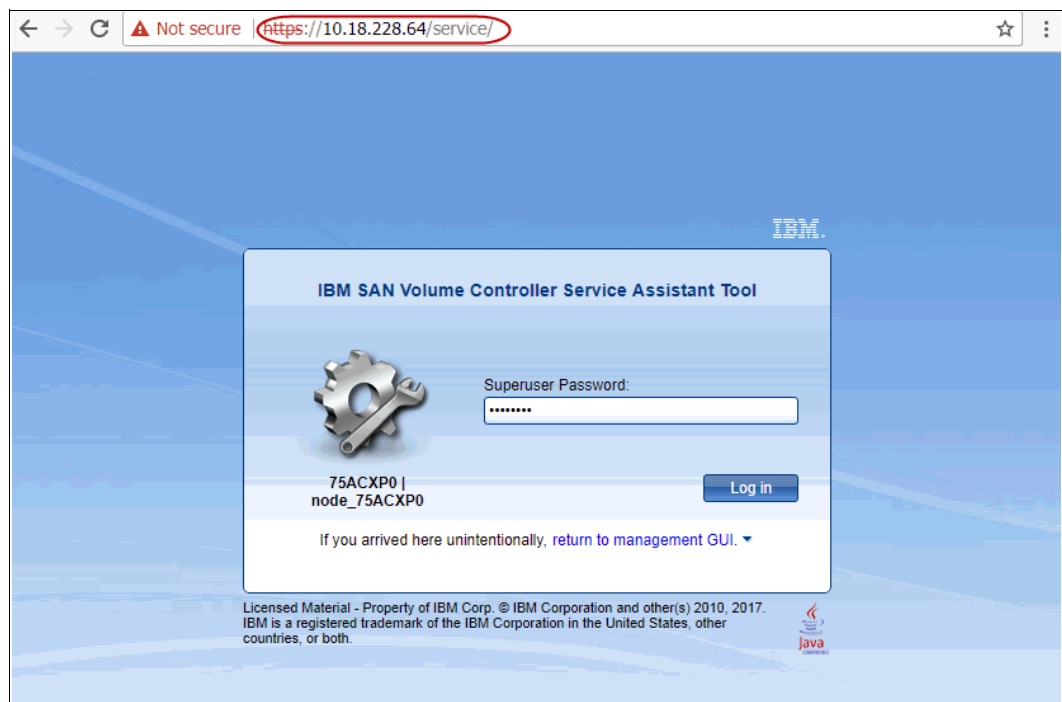 Not secure | https://10.18.228.64/service/
IBM.
IBM SAN Volume Controller Service Assistant Tool
Superuser Password:
••••••••
75ACXP0 |
node_75ACXP0
Log in
If you arrived here unintentionally, return to management GUI.
Licensed Material - Property of IBM Corp. © IBM Corporation and other(s) 2010, 2017.
IBM is a registered trademark of the IBM Corporation in the United States, other
countries, or both.
Java
COMPATIBLE